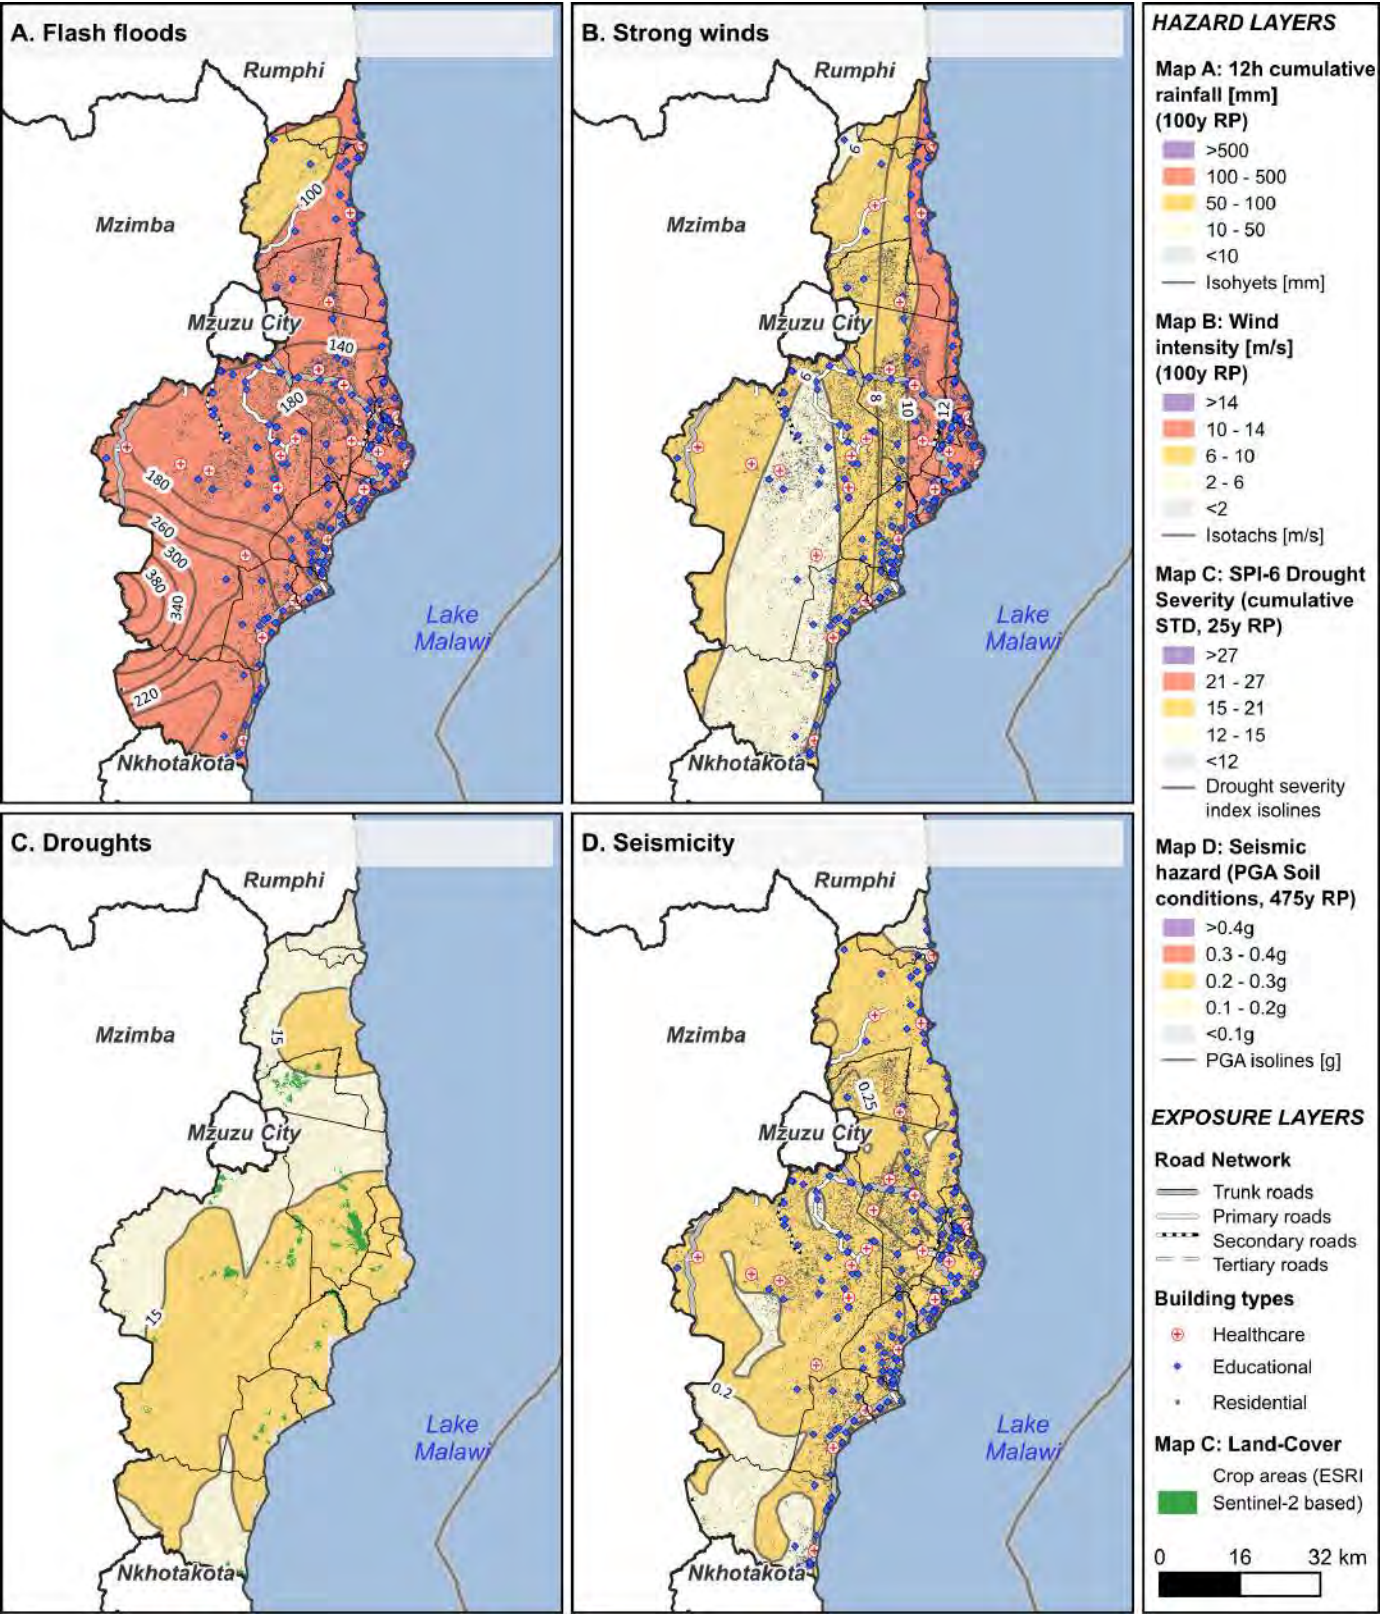 A. Flash floods
Rumphi
Mzimba
100
Mzuzu City
140
180
180
260
300
380
340
220
Lake
Malawi
Nkhotakota
B. Strong winds
Rumphi
6
Mzimba
Mzuzu City
6
8
10
12
Lake
Malawi
Nkhotakota
C. Droughts
Rumphi
Mzimba
15
Mzuzu City
15
Lake
Malawi
Nkhotakota
D. Seismicity
Rumphi
Mzimba
0.25
Mzuzu City
0.2
Lake
Malawi
Nkhotakota
HAZARD LAYERS
Map A: 12h cumulative
rainfall [mm]
(100y RP)
>500
100 - 500
50 - 100
10 - 50
<10
Isohyets [mm]
Map B: Wind
intensity [m/s]
(100y RP)
>14
10 - 14
6 - 10
2 - 6
<2
Isotachs [m/s]
Map C: SPI-6 Drought
Severity (cumulative
STD, 25y RP)
>27
21 - 27
15 - 21
12 - 15
<12
Drought severity
index isolines
Map D: Seismic
hazard (PGA Soil
conditions, 475y RP)
>0.4g
0.3 - 0.4g
0.2 - 0.3g
0.1 - 0.2g
<0.1g
PGA isolines [g]
EXPOSURE LAYERS
Road Network
Trunk roads
Primary roads
Secondary roads
Tertiary roads
Building types
Healthcare
Educational
Residential
Map C: Land-Cover
Crop areas (ESRI
Sentinel-2 based)
0 16 32 km